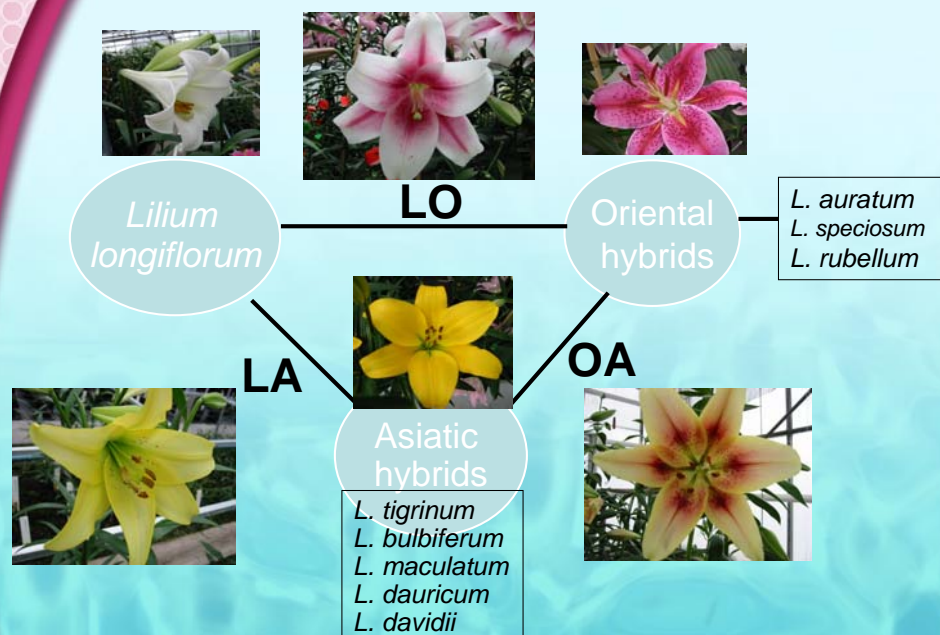 LO
Lilium
longiflorum
Oriental
hybrids
L. auratum
L. speciosum
L. rubellum
LA
OA
Asiatic
hybrids
L. tigrinum
L. bulbiferum
L. maculatum
L. dauricum
L. davidii